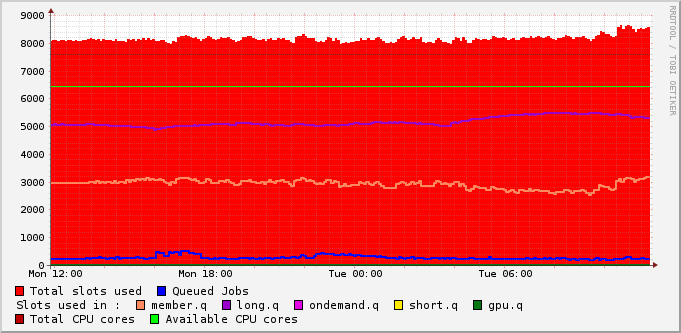 9000
8000
7000
6000
5000
4000
3000
2000
1000
0
Mon 12:00 Mon 18:00 Tue 00:00 Tue 06:00
Total slots used Queued Jobs
Slots used in : member.q long.q ondemand.q short.q gpu.q
Total CPU cores Available CPU cores
RRDTOOL / TOBI OETIKER